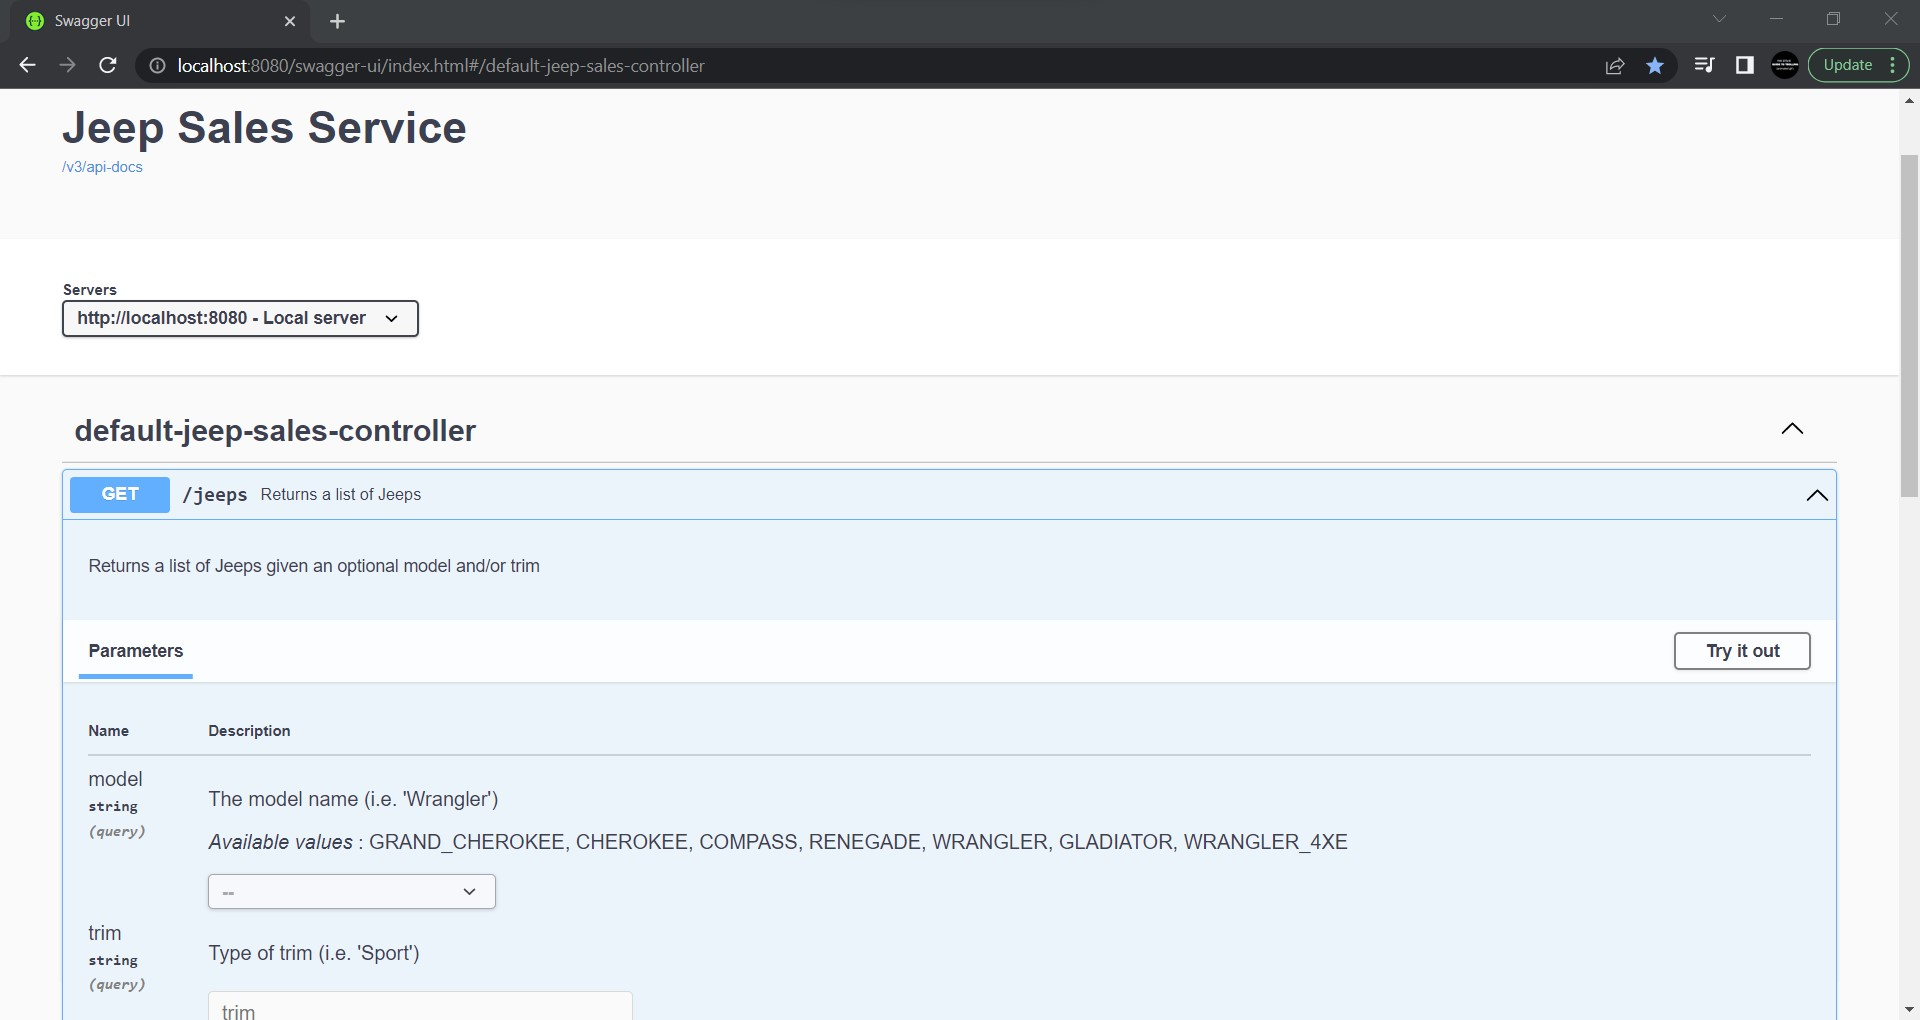 Swagger UI
localhost:8080/swagger-ui/index.html#/default-jeep-sales-controller
Update
Jeep Sales Service
/v3/api-docs
Servers
http://localhost:8080 - Local server
default-jeep-sales-controller
GET /jeeps Returns a list of Jeeps
Returns a list of Jeeps given an optional model and/or trim
Parameters
Try it out
Name Description
model
string
(query)
The model name (i.e. 'Wrangler')
Available values : GRAND_CHEROKEE, CHEROKEE, COMPASS, RENEGADE, WRANGLER, GLADIATOR, WRANGLER_4XE
--
trim
string
(query)
Type of trim (i.e. 'Sport')
trim